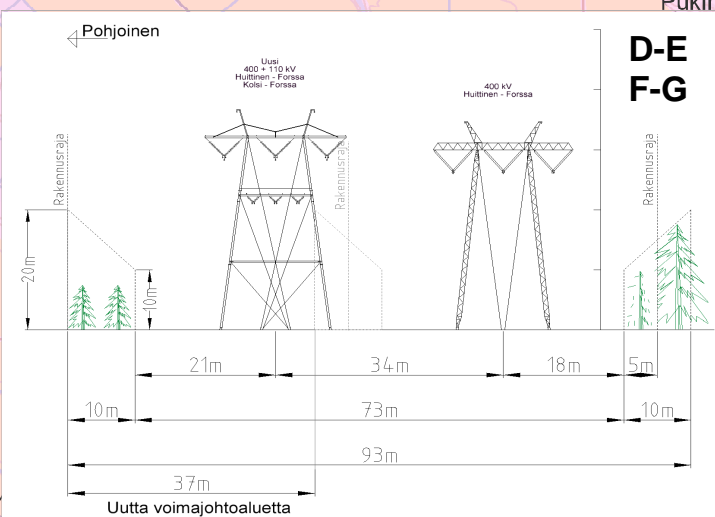 Pohjoinen
D-E
F-G
Uusi
400 + 110 kV
Huittinen - Forssa
Kolsi - Forssa
400 kV
Huittinen - Forssa
Rakennusraja
Rakennusraja
Rakennusraja
20m
10m
21m
34m
18m
5m
10m
73m
10m
93m
37m
Uutta voimajohtoaluetta